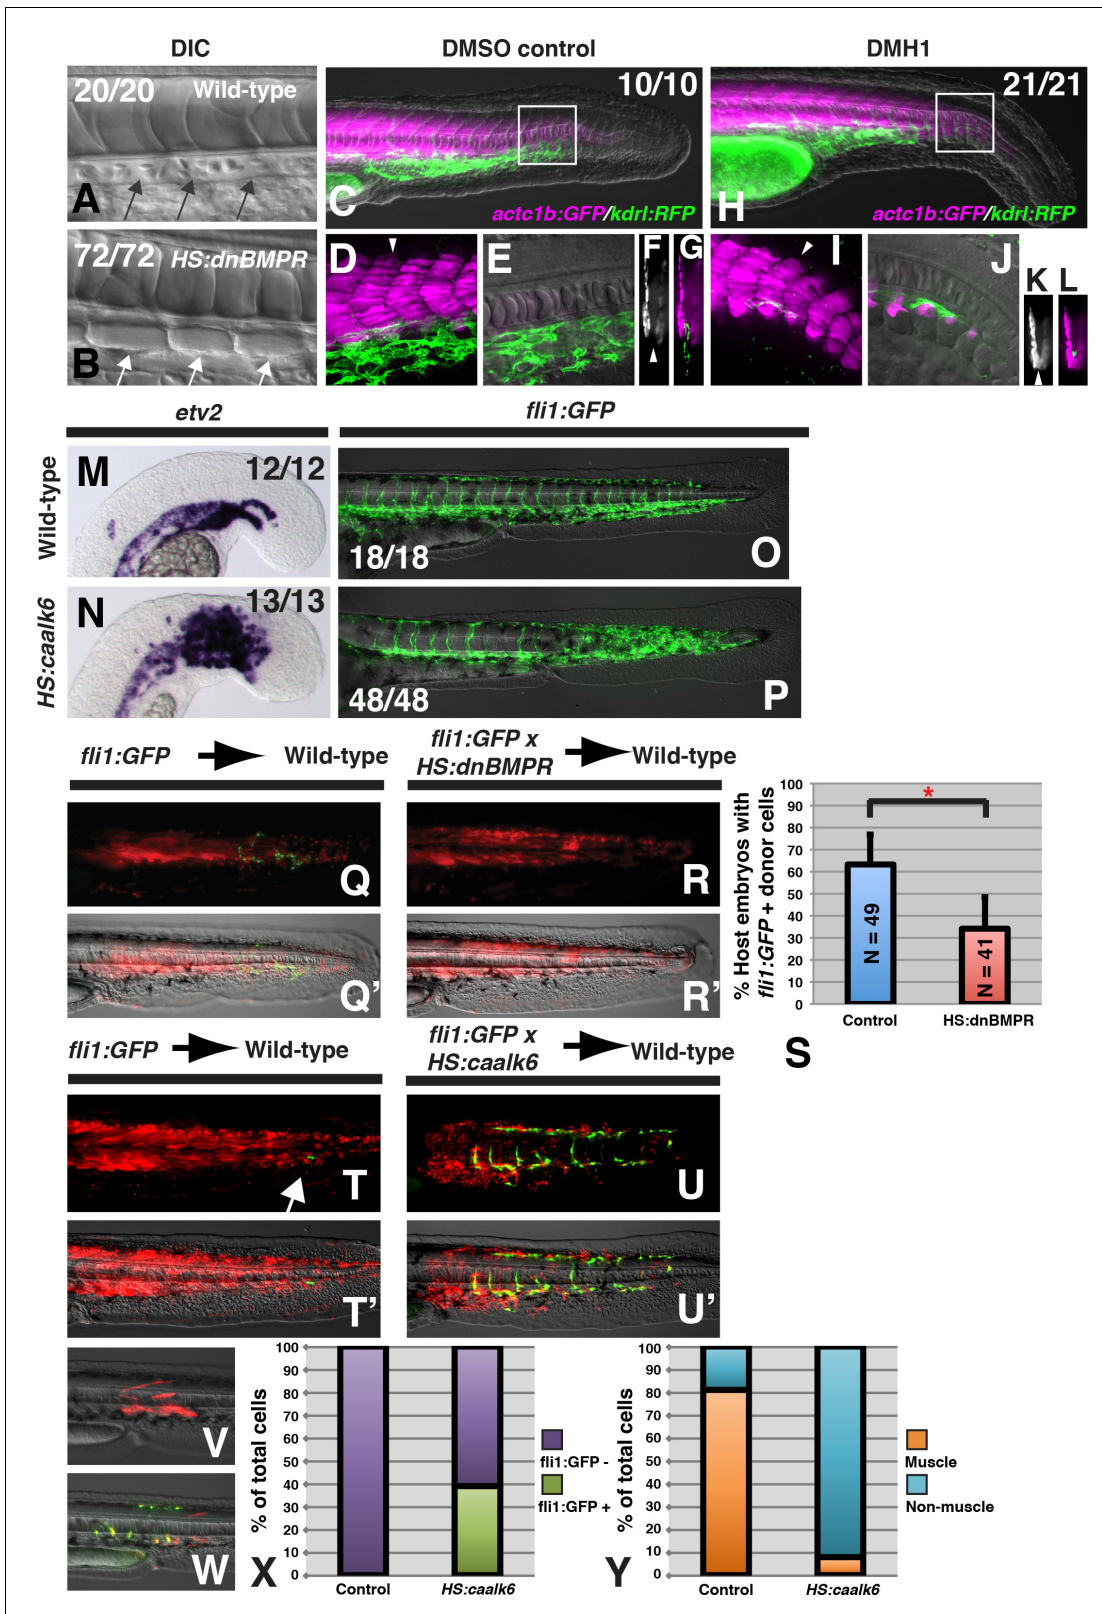 DIC
DMSO control
DMH1
20/20 Wild-type
A
10/10
C
actc1b:GFP/kdrl:RFP
21/21
H
actc1b:GFP/kdrl:RFP
72/72 HS:dnBMPR
B
D
E
F
G
I
J
K
L
etv2
fli1:GFP
Wild-type
M
12/12
18/18
O
HS:caalk6
N
13/13
48/48
P
fli1:GFP
Wild-type
fli1:GFP x
HS:dnBMPR
Wild-type
Q
R
Q’
R’
% Host embryos with
fli1:GFP + donor cells
100
90
80
70
60
50
40
30
20
10
0
*
N = 49
N = 41
Control
HS:dnBMPR
S
fli1:GFP
Wild-type
fli1:GFP x
HS:caalk6
Wild-type
T
U
T’
U’
V
W
% of total cells
100
90
80
70
60
50
40
30
20
10
0
fli1:GFP -
fli1:GFP +
X
Control
HS:caalk6
% of total cells
100
90
80
70
60
50
40
30
20
10
0
Muscle
Non-muscle
Y
Control
HS:caalk6